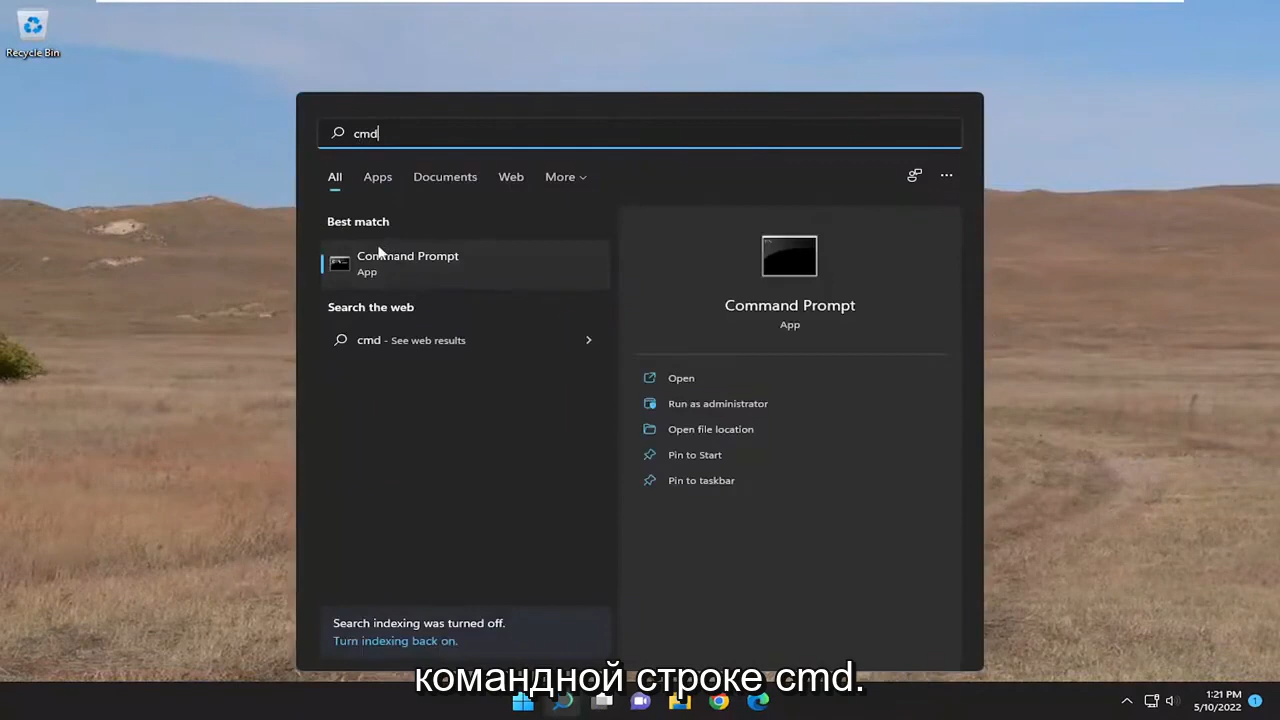 Recycle Bin
cmd
All Apps Documents Web More
Best match
Command Prompt
App
Search the web
cmd - See web results
Command Prompt
App
Open
Run as administrator
Open file location
Pin to Start
Pin to taskbar
Search indexing was turned off.
Turn indexing back on.
командной строке cmd.
1:21 PM
5/10/2022
1